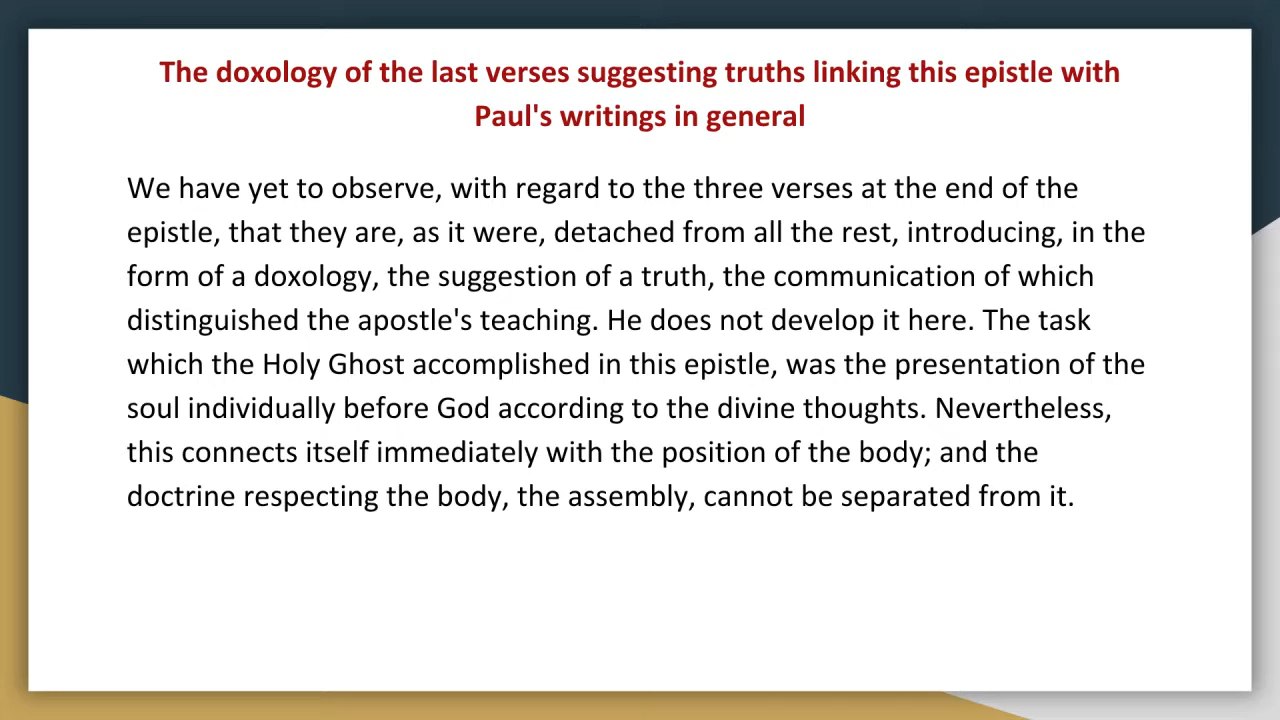 The doxology of the last verses suggesting truths linking this epistle with
Paul's writings in general
We have yet to observe, with regard to the three verses at the end of the
epistle, that they are, as it were, detached from all the rest, introducing, in the
form of a doxology, the suggestion of a truth, the communication of which
distinguished the apostle's teaching. He does not develop it here. The task
which the Holy Ghost accomplished in this epistle, was the presentation of the
soul individually before God according to the divine thoughts. Nevertheless,
this connects itself immediately with the position of the body; and the
doctrine respecting the body, the assembly, cannot be separated from it.